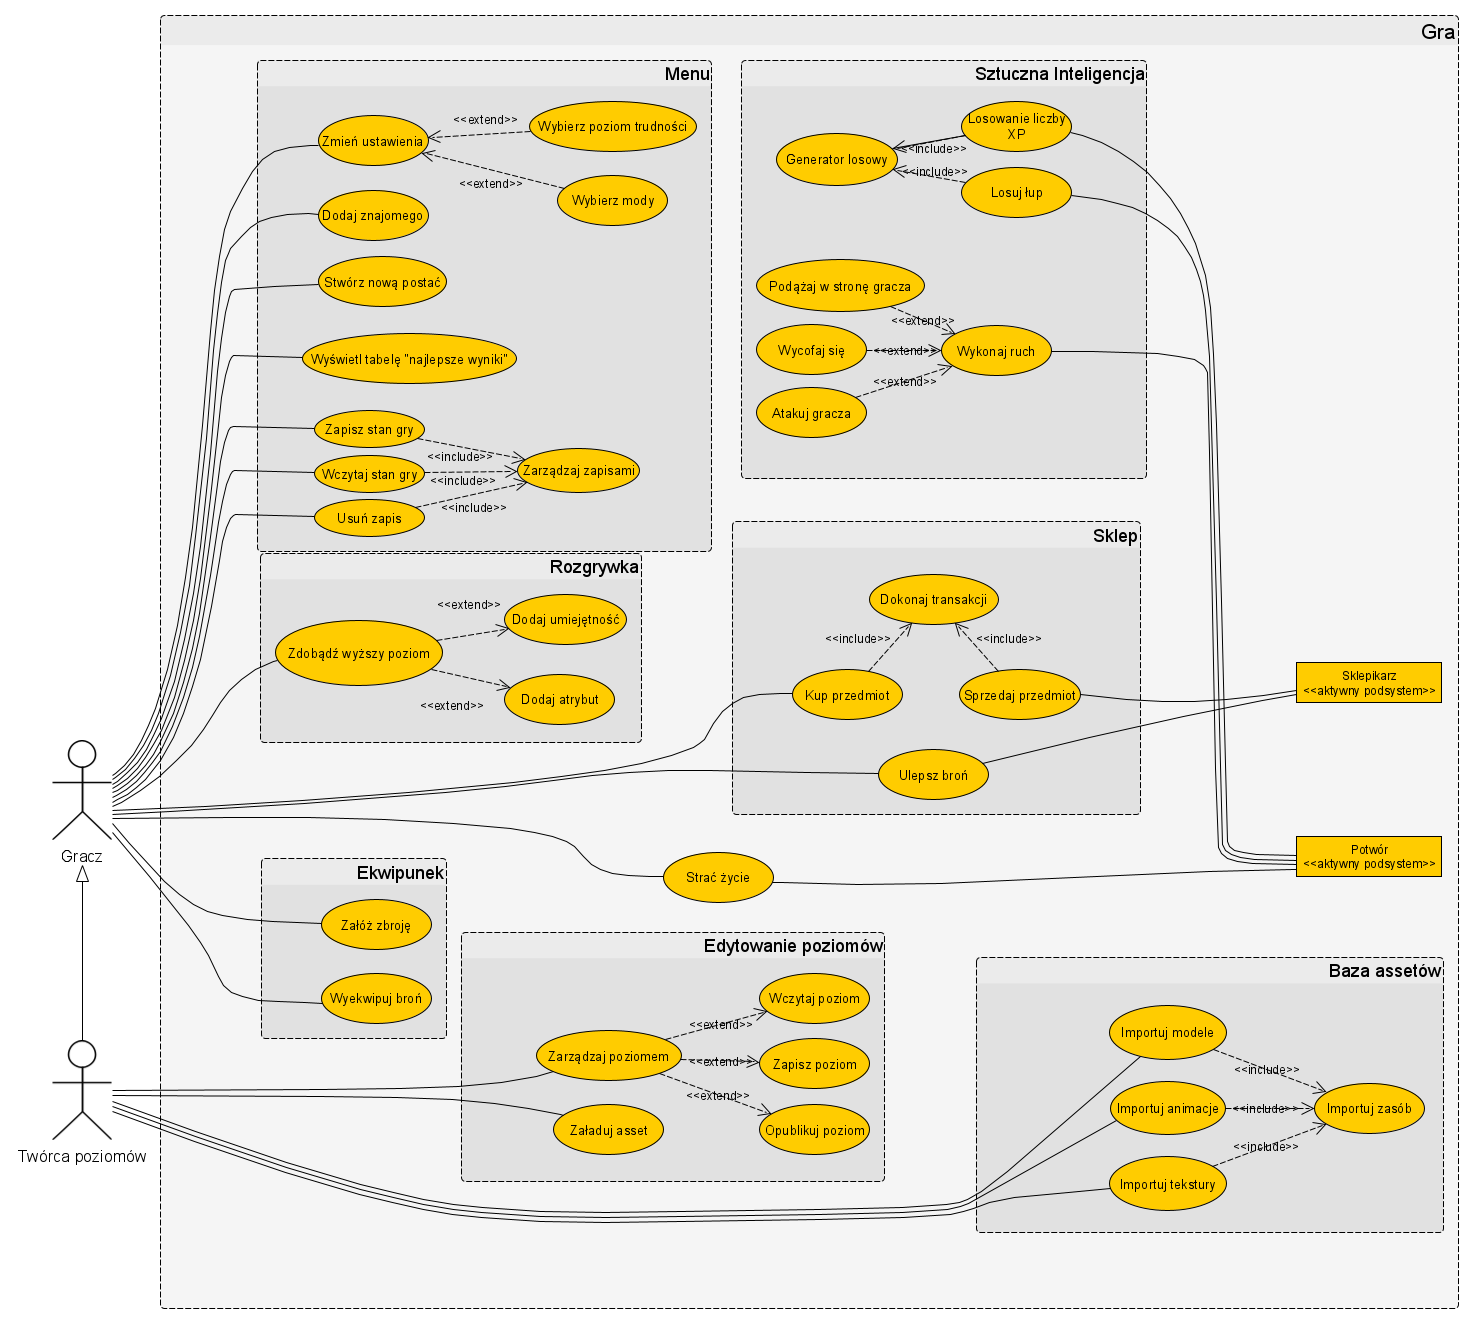 Gra
Menu
Zmień ustawienia
<<extend>>
Wybierz poziom trudności
<<extend>>
Wybierz mody
Dodaj znajomego
Stwórz nową postać
Wyświetl tabelę "najlepsze wyniki"
Zapisz stan gry
<<include>>
Wczytaj stan gry
Zarządzaj zapisami
<<include>>
Usuń zapis
<<include>>
Sztuczna Inteligencja
Losowanie liczby
XP
Generator losowy
<<include>>
<<include>>
Losuj łup
Podążaj w stronę gracza
<<extend>>
Wycofaj się
<<extend>>
Wykonaj ruch
<<extend>>
Atakuj gracza
Rozgrywka
<<extend>>
Dodaj umiejętność
Zdobądź wyższy poziom
Dodaj atrybut
<<extend>>
Sklep
Dokonaj transakcji
<<include>>
<<include>>
Kup przedmiot
Sprzedaj przedmiot
Ulepsz broń
Sklepikarz
<<aktywny podsystem>>
Potwór
<<aktywny podsystem>>
Gracz
Strać życie
Ekwipunek
Załóż zbroję
Wyekwipuj broń
Edytowanie poziomów
Wczytaj poziom
<<extend>>
Zarządzaj poziomem
<<extend>>
Zapisz poziom
<<extend>>
Załaduj asset
Opublikuj poziom
Baza assetów
Importuj modele
<<include>>
Importuj animacje
<<include>>
Importuj zasób
<<include>>
Importuj tekstury
Twórca poziomów